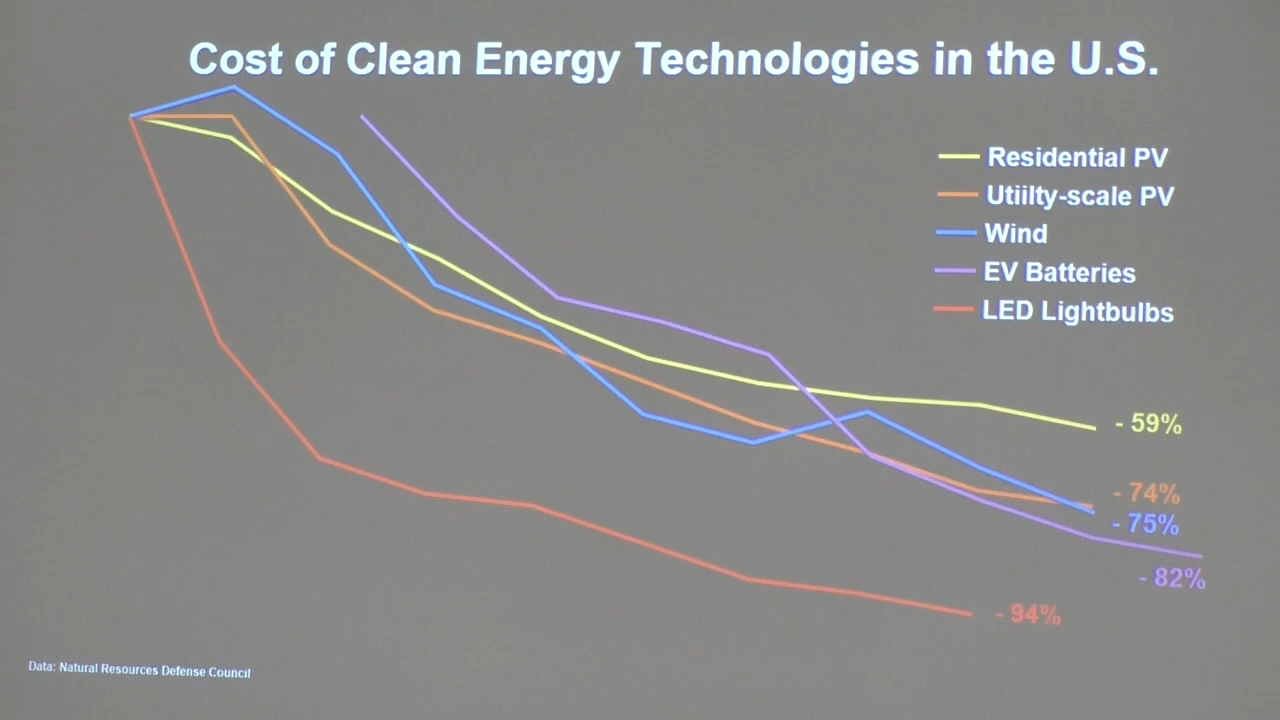 Cost of Clean Energy Technologies in the U.S.
Residential PV
Utiilty-scale PV
Wind
EV Batteries
LED Lightbulbs
- 59%
- 74%
- 75%
- 82%
- 94%
Data: Natural Resources Defense Council